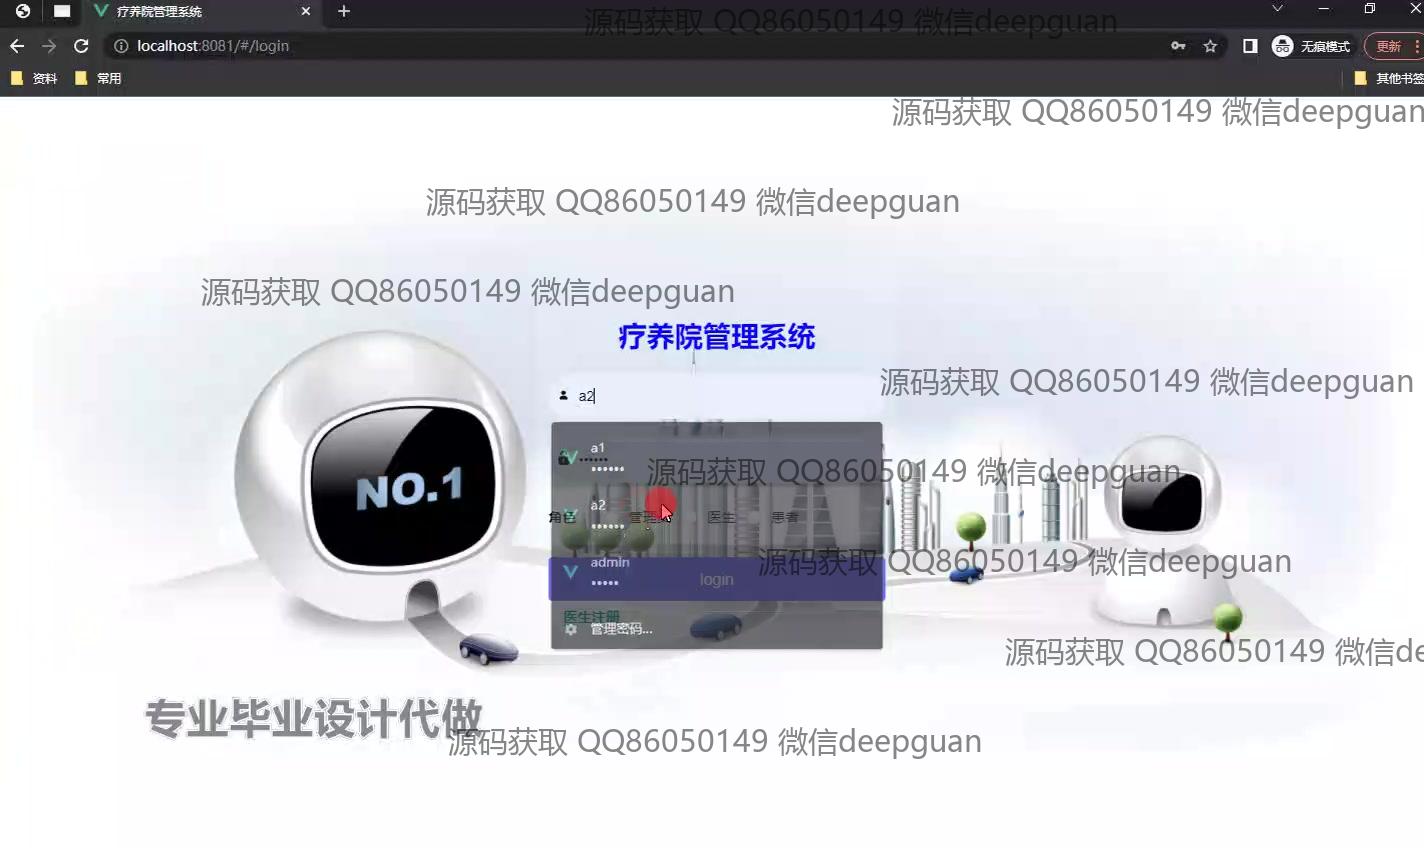 疗养院管理系统
源码获取 QQ86050149 微信deepguan
localhost:8081/#/login
无痕模式
更新
资料
常用
其他书签
源码获取 QQ86050149 微信deepguan
源码获取 QQ86050149 微信deepguan
源码获取 QQ86050149 微信deepguan
疗养院管理系统
源码获取 QQ86050149 微信deepguan
a2
a1
源码获取 QQ86050149 微信deepguan
NO.1
a2
角色 管理员 医生 患者
源码获取 QQ86050149 微信deepguan
admin
login
医生注册
管理密码...
源码获取 QQ86050149 微信de
专业毕业设计代做
源码获取 QQ86050149 微信deepguan